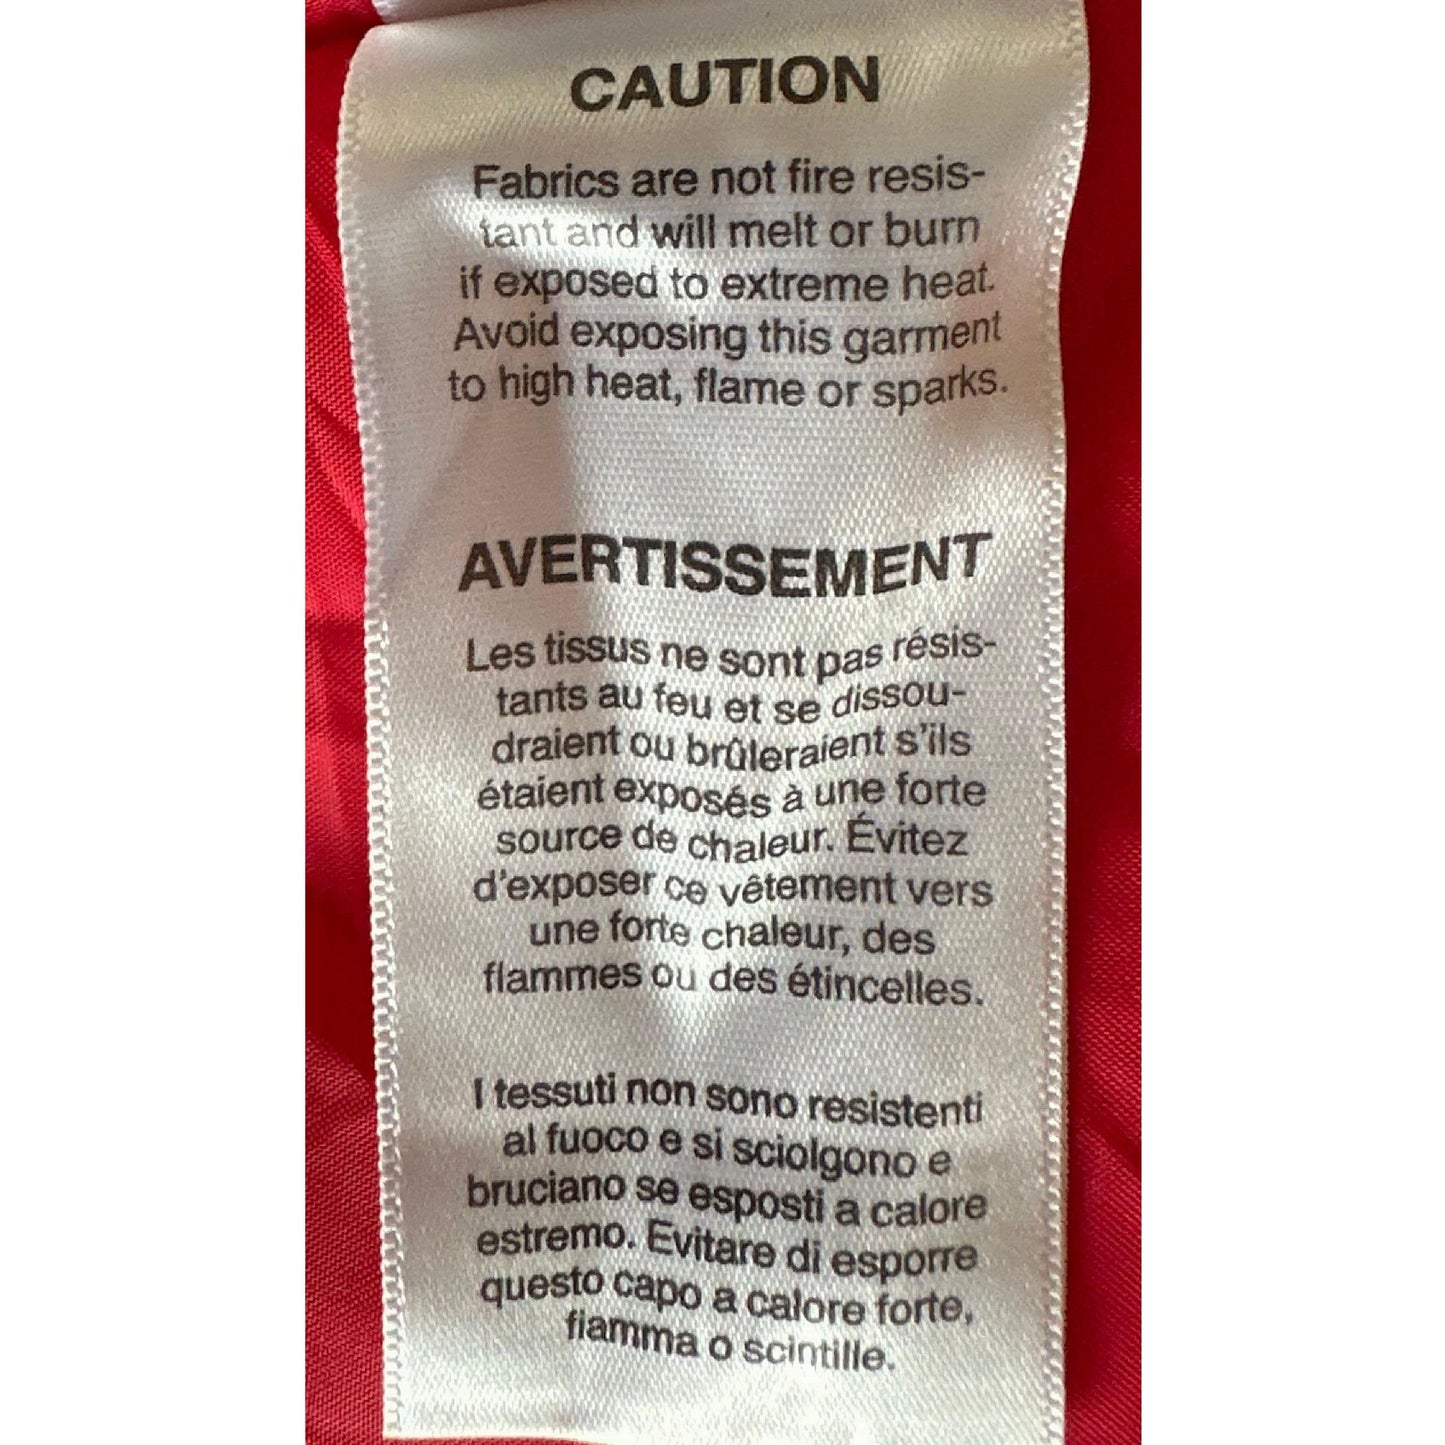 CAUTION
Fabrics are not fire resis-
tant and will melt or burn
if exposed to extreme heat.
Avoid exposing this garment
to high heat, flame or sparks.
AVERTISSEMENT
Les tissus ne sont pas résis-
tants au feu et se dissou-
draient ou brûleraient s'ils
étaient exposés à une forte
source de chaleur. Évitez
d'exposer ce vêtement vers
une forte chaleur, des
flammes ou des étincelles.
I tessuti non sono resistenti
al fuoco e si sciolgono e
bruciano se esposti a calore
estremo. Evitare di esporre
questo capo a calore forte,
fiamma o scintille.